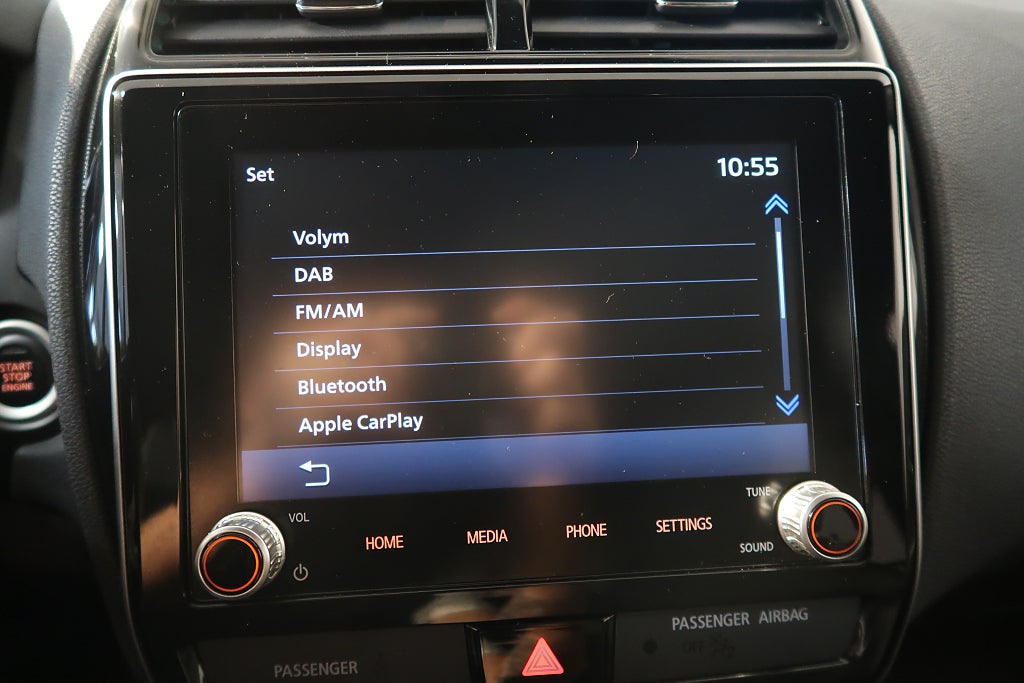 Set
10:55
Volym
DAB
FM/AM
Display
Bluetooth
Apple CarPlay
START
STOP
ENGINE
VOL
TUNE
HOME
MEDIA
PHONE
SETTINGS
SOUND
PASSENGER AIRBAG
OFF
PASSENGER